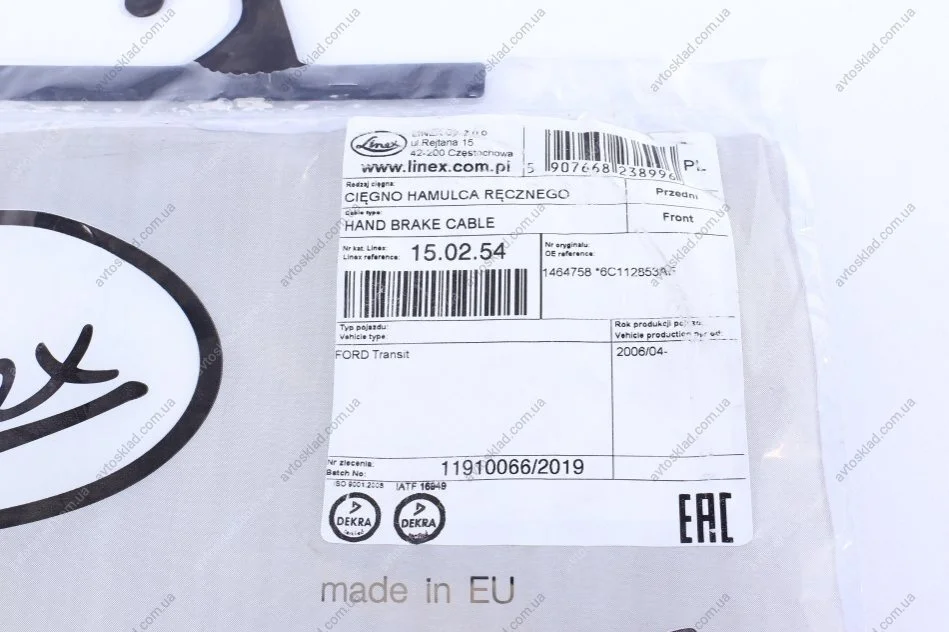 Linex
ul.Rejtana 15
42-200 Częstochowa
www.linex.com.pl
5 907668 238996
PL
Rodzaj cięgna:
CIĘGNO HAMULCA RĘCZNEGO
Przedni
Cable type:
HAND BRAKE CABLE
Front
Nr kat. Linex:
Linex reference:
15.02.54
Nr oryginału:
OE reference:
1464758 *6C112853A
Typ pojazdu:
Vehicle type:
Rok produkcji
Vehicle production
FORD Transit
2006/04-
Nr zlecenia:
Batch No:
11910066/2019
ISO 9001:2008
IATF 16949
DEKRA
DEKRA
EAC
made in EU
avtosklad.com.ua